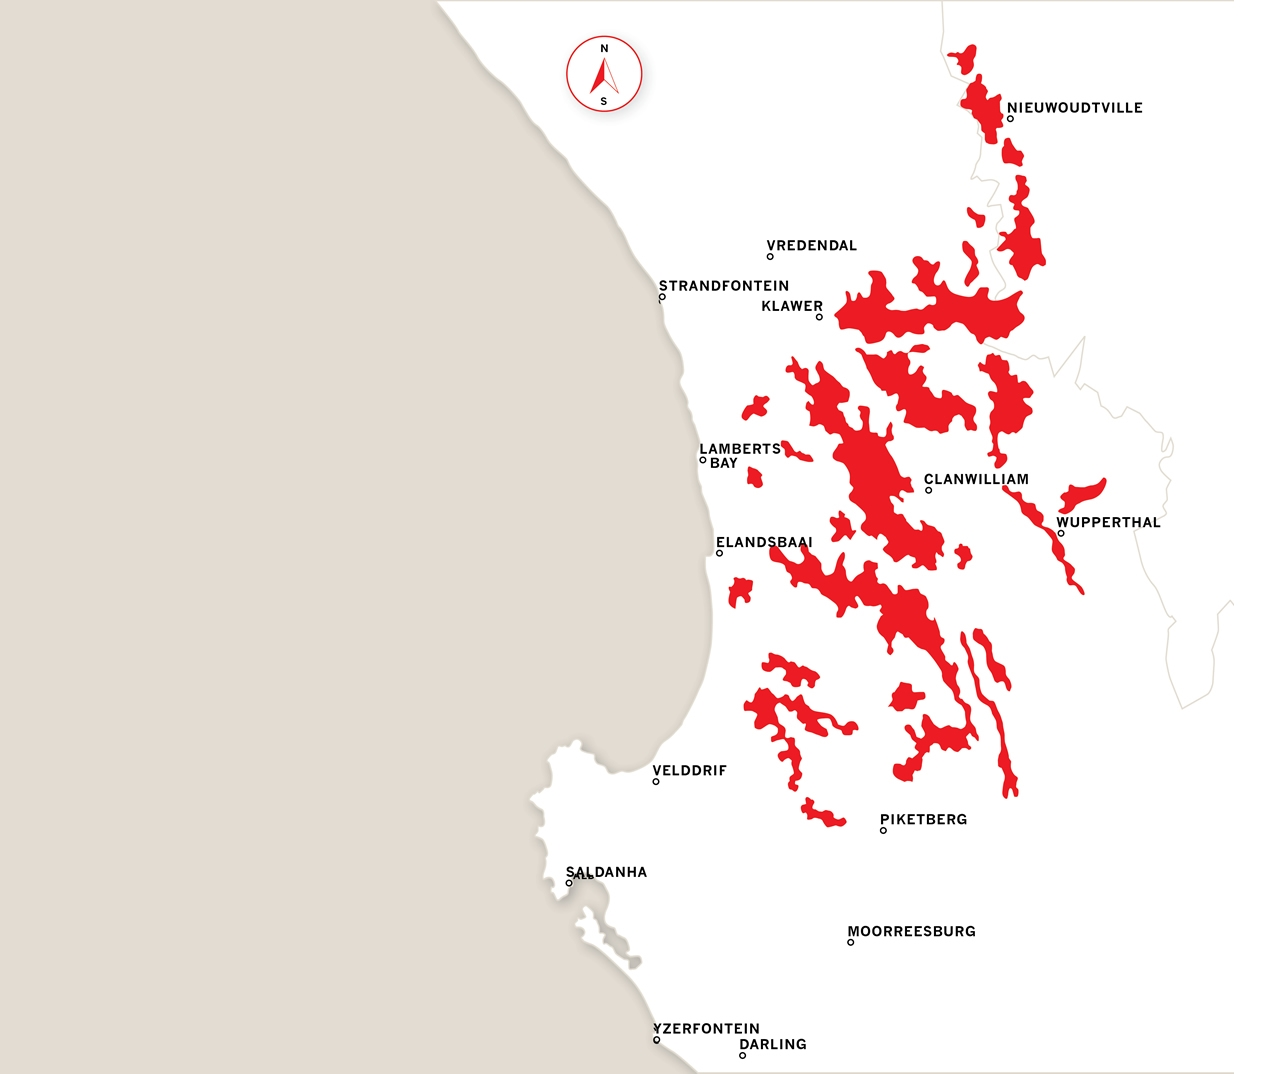 N
S
NIEUWOUDTVILLE
VREDENDAL
STRANDFONTEIN
KLAWER
LAMBERTS
BAY
CLANWILLIAM
WUPPERTHAL
ELANDSBAAI
VELDDRIF
PIKETBERG
SALDANHA
MOORREESBURG
YZERFONTEIN
DARLING